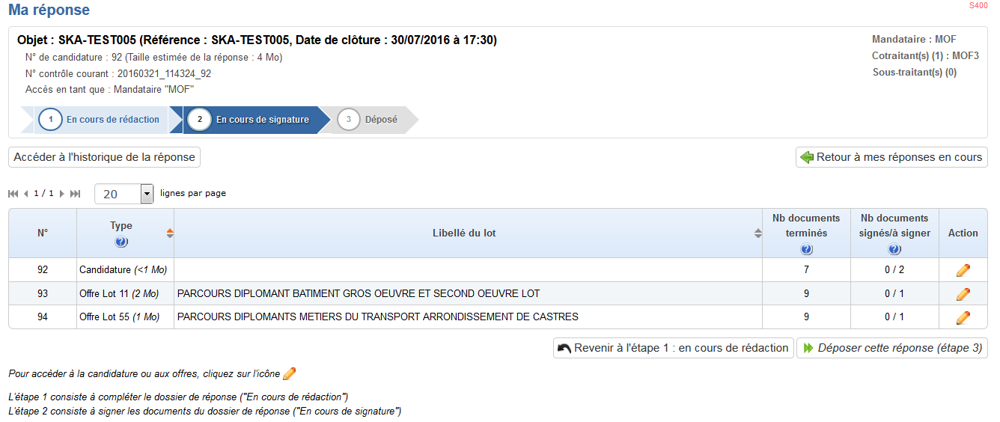 Ma réponse
S400
Objet : SKA-TEST005 (Référence : SKA-TEST005, Date de clôture : 30/07/2016 à 17:30)
Mandataire : MOF
N° de candidature : 92 (Taille estimée de la réponse : 4 Mo)
Cotraitant(s) (1) : MOF3
N° contrôle courant : 20160321_114324_92
Sous-traitant(s) (0)
Accès en tant que : Mandataire "MOF"
1 En cours de rédaction 2 En cours de signature 3 Déposé
Accéder à l'historique de la réponse
Retour à mes réponses en cours
1 / 1 20 lignes par page
N° Type ? Libellé du lot Nb documents terminés ? Nb documents signés/à signer ? Action
92 Candidature (<1 Mo) 7 0 / 2
93 Offre Lot 11 (2 Mo) PARCOURS DIPLOMANT BATIMENT GROS OEUVRE ET SECOND OEUVRE LOT 9 0 / 1
94 Offre Lot 55 (1 Mo) PARCOURS DIPLOMANTS METIERS DU TRANSPORT ARRONDISSEMENT DE CASTRES 9 0 / 1
Revenir à l'étape 1 : en cours de rédaction
Déposer cette réponse (étape 3)
Pour accèder à la candidature ou aux offres, cliquez sur l'icône
L'étape 1 consiste à compléter le dossier de réponse ("En cours de rédaction")
L'étape 2 consiste à signer les documents du dossier de réponse ("En cours de signature")